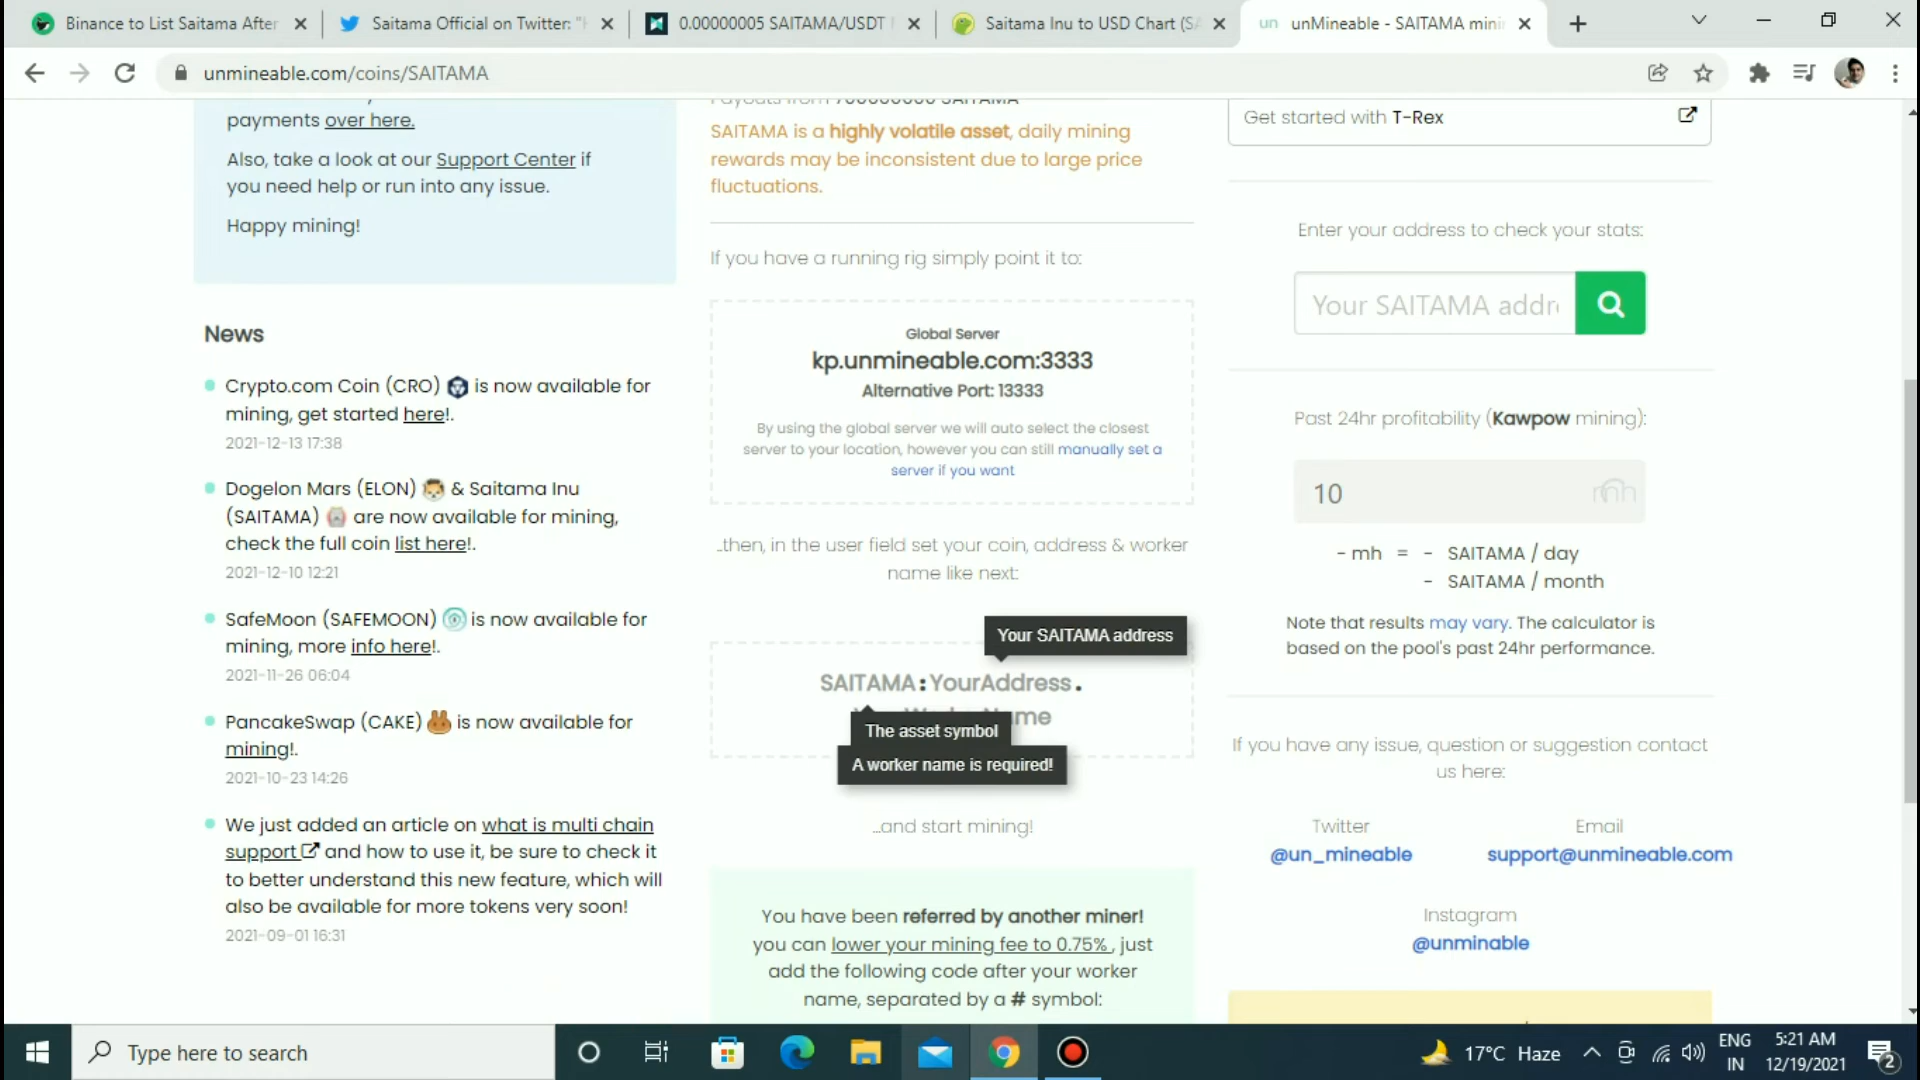 Binance to List Saitama After
Saitama Official on Twitter: "
0.00000005 SAITAMA/USDT
Saitama Inu to USD Chart (SA
un unMineable - SAITAMA mini
unmineable.com/coins/SAITAMA
payments over here.
Also, take a look at our Support Center if
you need help or run into any issue.
Happy mining!
News
Crypto.com Coin (CRO) is now available for
mining, get started here!.
2021-12-13 17:38
Dogelon Mars (ELON) & Saitama Inu
(SAITAMA) are now available for mining,
check the full coin list here!.
2021-12-10 12:21
SafeMoon (SAFEMOON) is now available for
mining, more info here!.
2021-11-26 06:04
PancakeSwap (CAKE) is now available for
mining!.
2021-10-23 14:26
We just added an article on what is multi chain
support and how to use it, be sure to check it
to better understand this new feature, which will
also be available for more tokens very soon!
2021-09-01 16:31
Payouts from 700000000 SAITAMA
SAITAMA is a highly volatile asset, daily mining
rewards may be inconsistent due to large price
fluctuations.
If you have a running rig simply point it to:
Global Server
kp.unmineable.com:3333
Alternative Port: 13333
By using the global server we will auto select the closest
server to your location, however you can still manually set a
server if you want
...then, in the user field set your coin, address & worker
name like next:
Your SAITAMA address
SAITAMA:YourAddress.
me
The asset symbol
A worker name is required!
...and start mining!
You have been referred by another miner!
you can lower your mining fee to 0.75% , just
add the following code after your worker
name, separated by a # symbol:
Get started with T-Rex
Enter your address to check your stats:
Your SAITAMA addr
Past 24hr profitability (Kawpow mining):
10 mh
- mh = - SAITAMA / day
- SAITAMA / month
Note that results may vary. The calculator is
based on the pool's past 24hr performance.
If you have any issue, question or suggestion contact
us here:
Twitter
@un_mineable
Email
support@unmineable.com
Instagram
@unminable
Type here to search
17°C Haze
ENG
IN
5:21 AM
12/19/2021
2